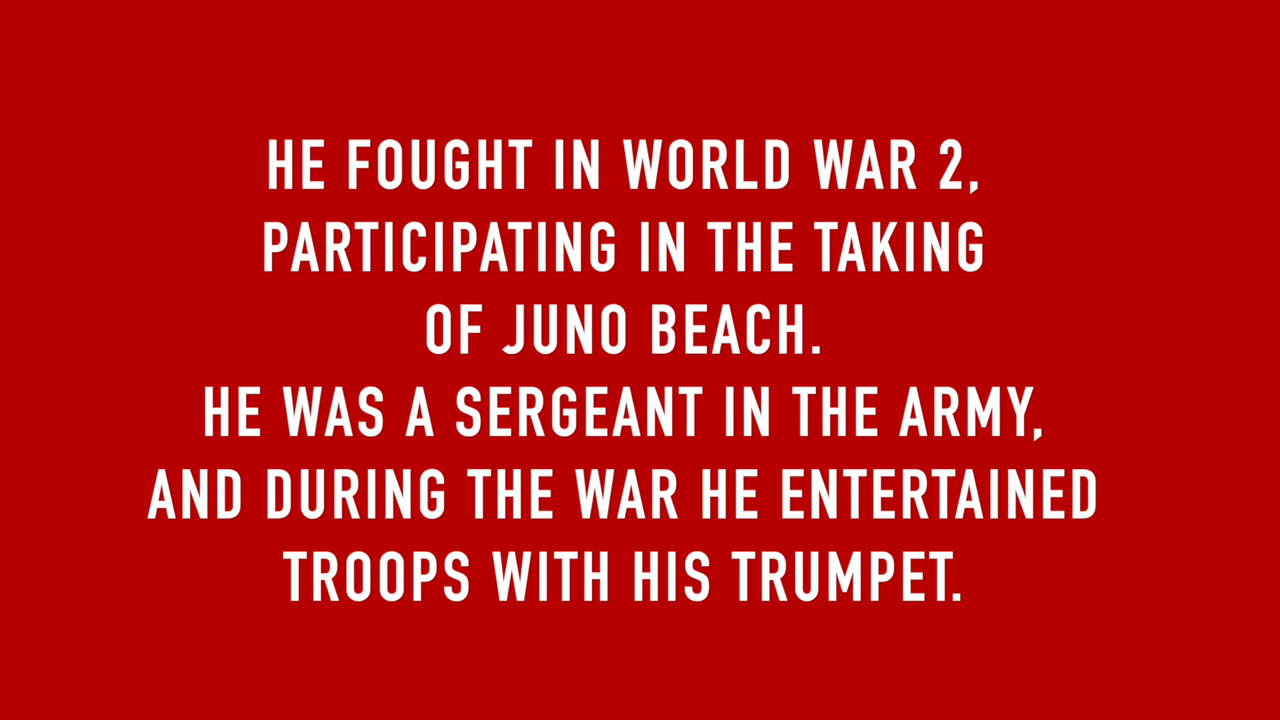 HE FOUGHT IN WORLD WAR 2,
PARTICIPATING IN THE TAKING
OF JUNO BEACH.
HE WAS A SERGEANT IN THE ARMY,
AND DURING THE WAR HE ENTERTAINED
TROOPS WITH HIS TRUMPET.